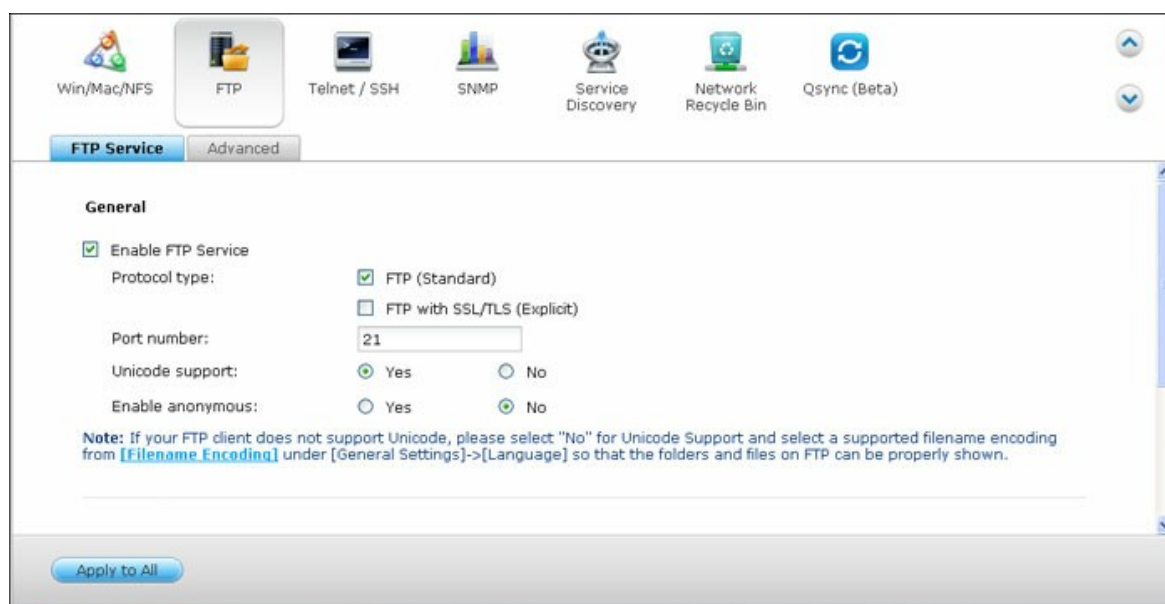 Win/Mac/NFS
FTP
Telnet / SSH
SNMP
Service
Discovery
Network
Recycle Bin
Qsync (Beta)
FTP Service
Advanced
General
Enable FTP Service
Protocol type:
FTP (Standard)
FTP with SSL/TLS (Explicit)
Port number:
21
Unicode support:
Yes
No
Enable anonymous:
Yes
No
Note: If your FTP client does not support Unicode, please select "No" for Unicode Support and select a supported filename encoding
from [Filename Encoding] under [General Settings]->[Language] so that the folders and files on FTP can be properly shown.
Apply to All